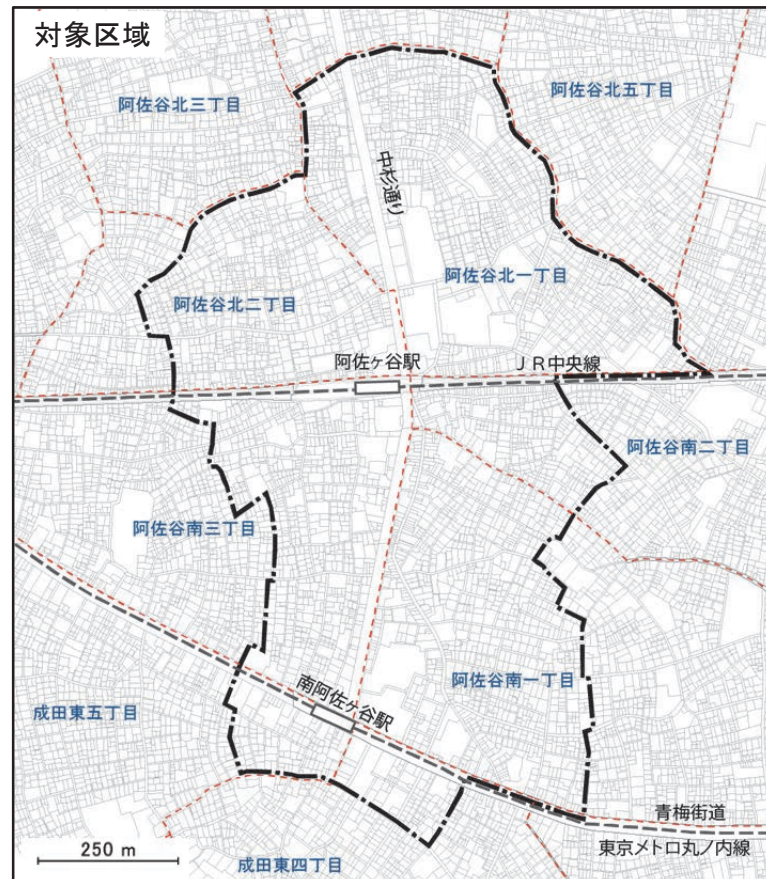 対象区域
阿佐谷北三丁目
阿佐谷北五丁目
中杉通り
阿佐谷北一丁目
阿佐谷北二丁目
阿佐ヶ谷駅
ＪＲ中央線
阿佐谷南二丁目
阿佐谷南三丁目
阿佐谷南一丁目
南阿佐ヶ谷駅
成田東五丁目
青梅街道
東京メトロ丸ノ内線
250 m
成田東四丁目